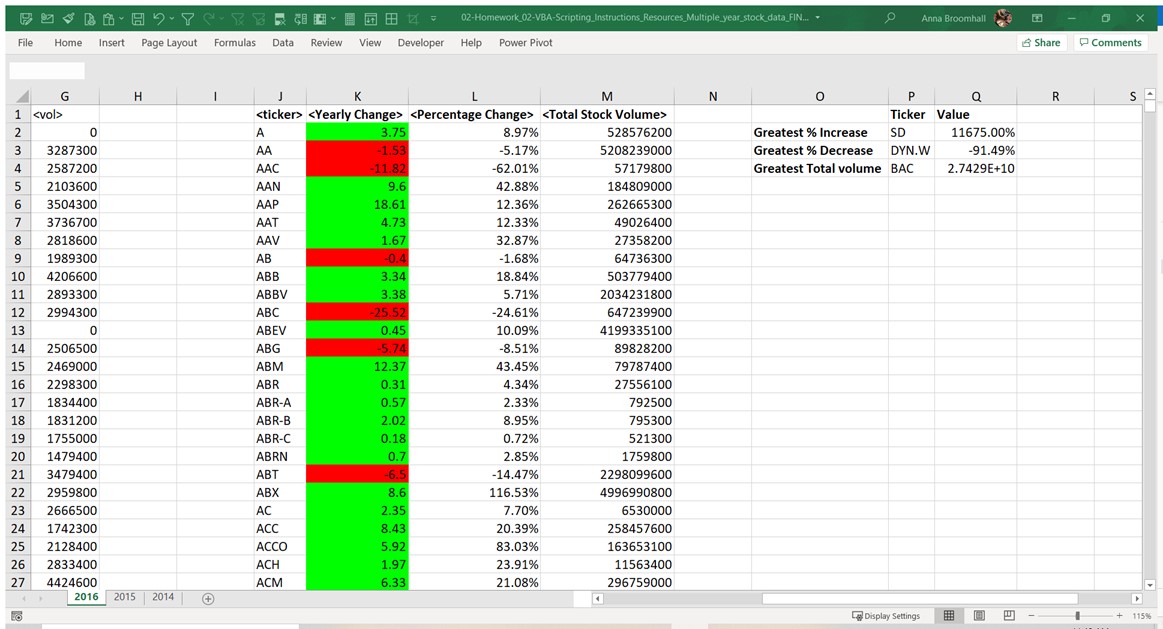 02-Homework_02-VBA-Scripting_Instructions_Resources_Multiple_year_stock_data_FIN... Anna Broomhall
File Home Insert Page Layout Formulas Data Review View Developer Help Power Pivot Share Comments
G H I J K L M N O P Q R S
1 <vol> <ticker> <Yearly Change> <Percentage Change> <Total Stock Volume> Ticker Value
2 0 A 3.75 8.97% 528576200 Greatest % Increase SD 11675.00%
3 3287300 AA -1.53 -5.17% 5208239000 Greatest % Decrease DYN.W -91.49%
4 2587200 AAC -11.82 -62.01% 57179800 Greatest Total volume BAC 2.7429E+10
5 2103600 AAN 9.6 42.88% 184809000
6 3504300 AAP 18.61 12.36% 262665300
7 3736700 AAT 4.73 12.33% 49026400
8 2818600 AAV 1.67 32.87% 27358200
9 1989300 AB -0.4 -1.68% 64736300
10 4206600 ABB 3.34 18.84% 503779400
11 2893300 ABBV 3.38 5.71% 2034231800
12 2994300 ABC -25.52 -24.61% 647239900
13 0 ABEV 0.45 10.09% 4199335100
14 2506500 ABG -5.74 -8.51% 89828200
15 2469000 ABM 12.37 43.45% 79787400
16 2298300 ABR 0.31 4.34% 27556100
17 1834400 ABR-A 0.57 2.33% 792500
18 1831200 ABR-B 2.02 8.95% 795300
19 1755000 ABR-C 0.18 0.72% 521300
20 1479400 ABRN 0.7 2.85% 1759800
21 3479400 ABT -6.5 -14.47% 2298099600
22 2959800 ABX 8.6 116.53% 4996990800
23 2666500 AC 2.35 7.70% 6530000
24 1742300 ACC 8.43 20.39% 258457600
25 2128400 ACCO 5.92 83.03% 163653100
26 2833400 ACH 1.97 23.91% 11563400
27 4424600 ACM 6.33 21.08% 296759000
2016 2015 2014
Display Settings 115%